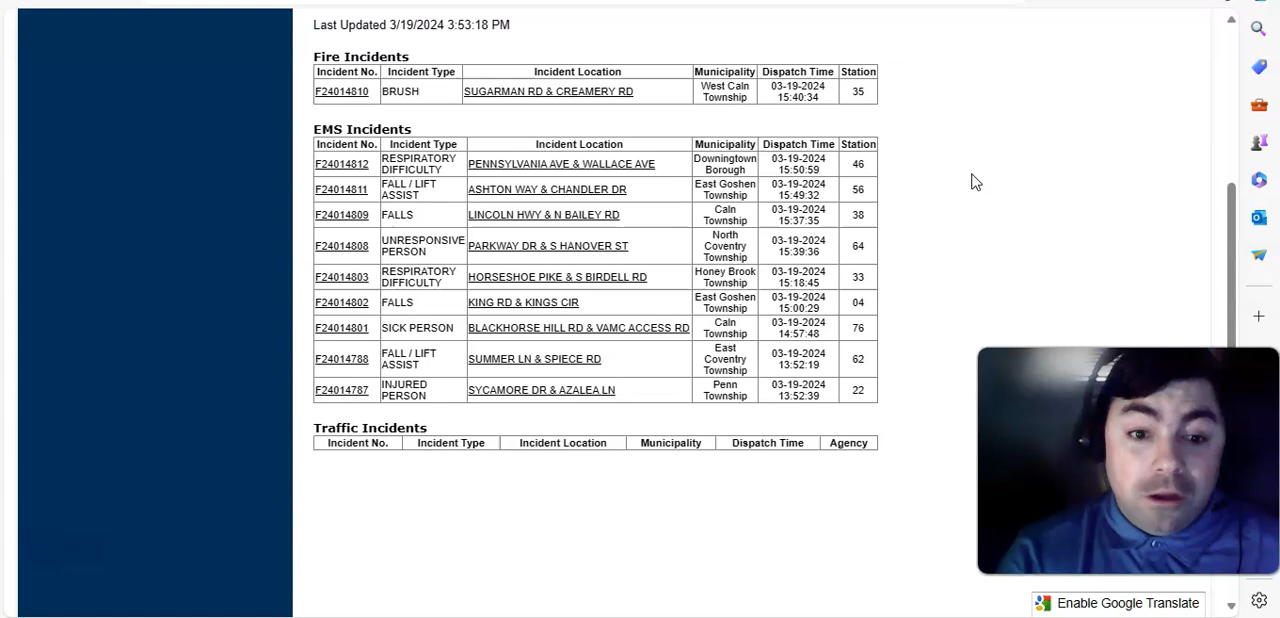 Last Updated 3/19/2024 3:53:18 PM
Fire Incidents
Incident No. Incident Type Incident Location Municipality Dispatch Time Station
F24014810 BRUSH SUGARMAN RD & CREAMERY RD West Caln Township 03-19-2024 15:40:34 35
EMS Incidents
Incident No. Incident Type Incident Location Municipality Dispatch Time Station
F24014812 RESPIRATORY DIFFICULTY PENNSYLVANIA AVE & WALLACE AVE Downingtown Borough 03-19-2024 15:50:59 46
F24014811 FALL / LIFT ASSIST ASHTON WAY & CHANDLER DR East Goshen Township 03-19-2024 15:49:32 56
F24014809 FALLS LINCOLN HWY & N BAILEY RD Caln Township 03-19-2024 15:37:35 38
F24014808 UNRESPONSIVE PERSON PARKWAY DR & S HANOVER ST North Coventry Township 03-19-2024 15:39:36 64
F24014803 RESPIRATORY DIFFICULTY HORSESHOE PIKE & S BIRDELL RD Honey Brook Township 03-19-2024 15:18:45 33
F24014802 FALLS KING RD & KINGS CIR East Goshen Township 03-19-2024 15:00:29 04
F24014801 SICK PERSON BLACKHORSE HILL RD & VAMC ACCESS RD Caln Township 03-19-2024 14:57:48 76
F24014788 FALL / LIFT ASSIST SUMMER LN & SPIECE RD East Coventry Township 03-19-2024 13:52:19 62
F24014787 INJURED PERSON SYCAMORE DR & AZALEA LN Penn Township 03-19-2024 13:52:39 22
Traffic Incidents
Incident No. Incident Type Incident Location Municipality Dispatch Time Agency
Enable Google Translate